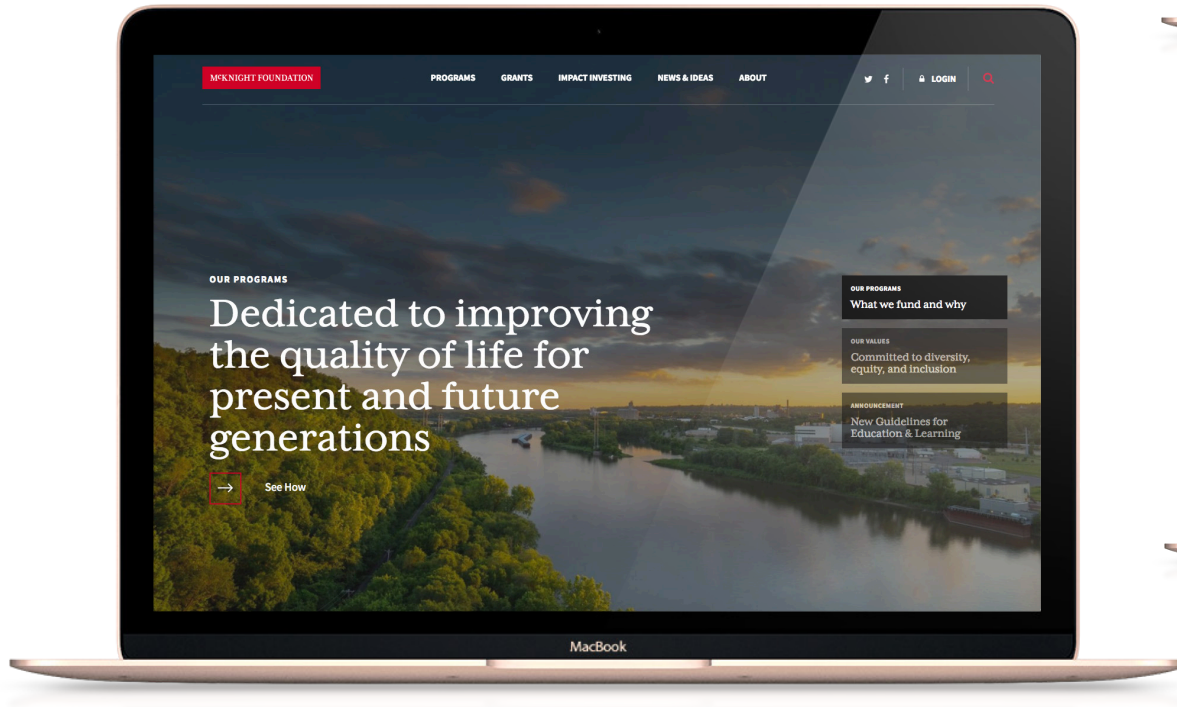 McKNIGHT FOUNDATION
PROGRAMS GRANTS IMPACT INVESTING NEWS & IDEAS ABOUT
LOGIN
OUR PROGRAMS
Dedicated to improving
the quality of life for
present and future
generations
See How
OUR PROGRAMS
What we fund and why
OUR VALUES
Committed to diversity,
equity, and inclusion
ANNOUNCEMENT
New Guidelines for
Education & Learning
MacBook